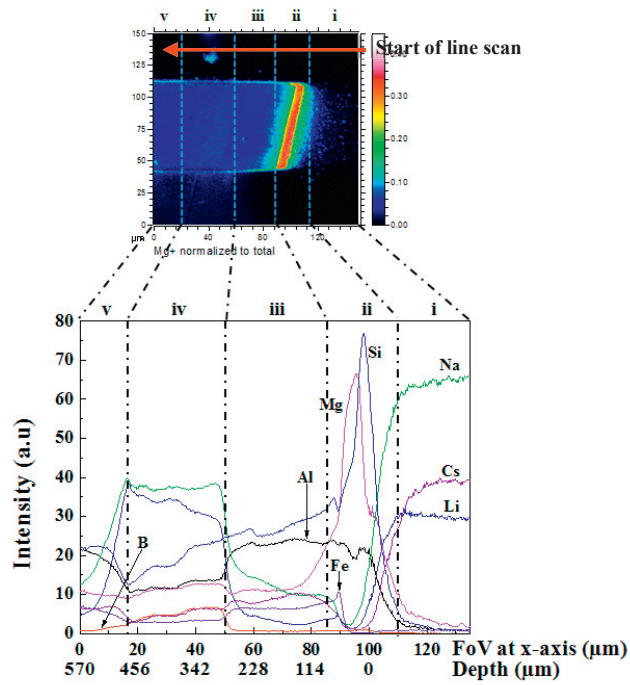 v iv iii ii i
150
125
100
75
50
25
0
Start of line scan
0.30
0.20
0.10
0.00
0 40 80 120
μm
Mg+ normalized to total
v iv iii ii i
80
70
60
50
40
30
20
10
0
Intensity (a.u)
Si
Na
Mg
Al
Cs
Li
B
Fe
0 20 40 60 80 100 120 FoV at x-axis (μm)
570 456 342 228 114 0 Depth (μm)